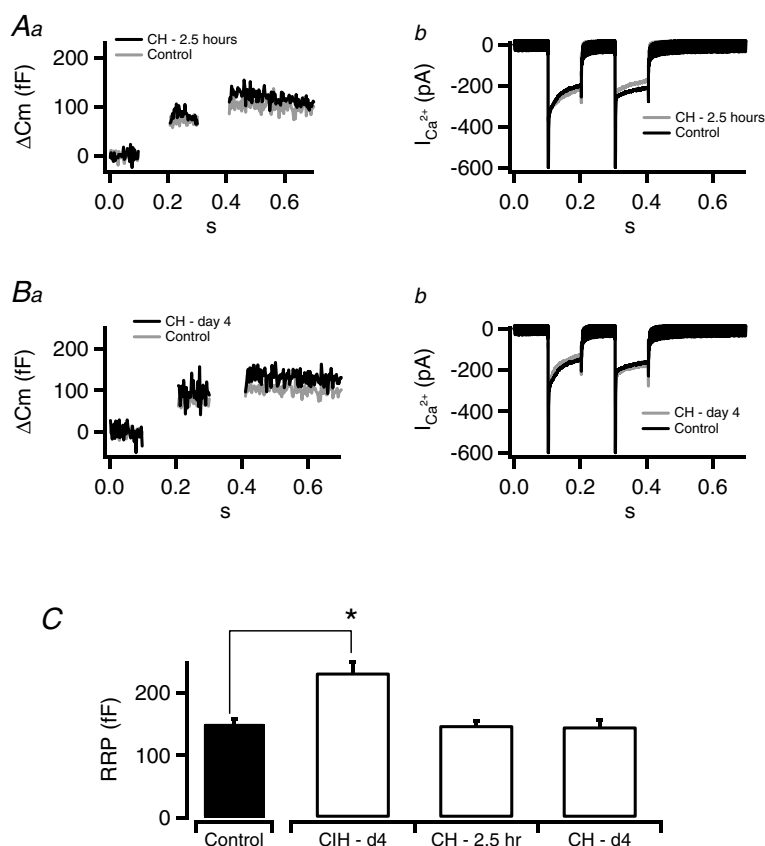 Aa
CH - 2.5 hours
Control
200
100
0
ΔCm (fF)
0.0 0.2 0.4 0.6
s
b
0
-200
-400
-600
I Ca2+ (pA)
CH - 2.5 hours
Control
0.0 0.2 0.4 0.6
s
Ba
CH - day 4
Control
200
100
0
ΔCm (fF)
0.0 0.2 0.4 0.6
s
b
0
-200
-400
-600
I Ca2+ (pA)
CH - day 4
Control
0.0 0.2 0.4 0.6
s
C
*
200
100
0
RRP (fF)
Control CIH - d4 CH - 2.5 hr CH - d4